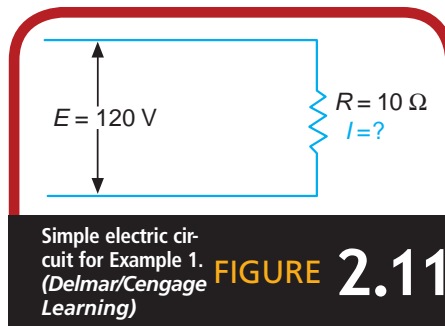 E = 120 V
R = 10 Ω
I = ?
Simple electric cir-
cuit for Example 1.
(Delmar/Cengage
Learning)
FIGURE 2.11